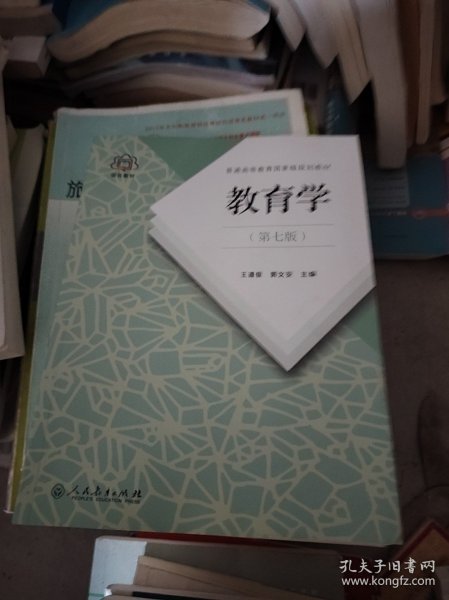 旅
普通高等教育国家级规划教材
教育学
（第七版）
王道俊 郭文安 主编
人民教育出版社
PEOPLE'S EDUCATION PRESS
孔夫子旧书网
www.kongfz.com